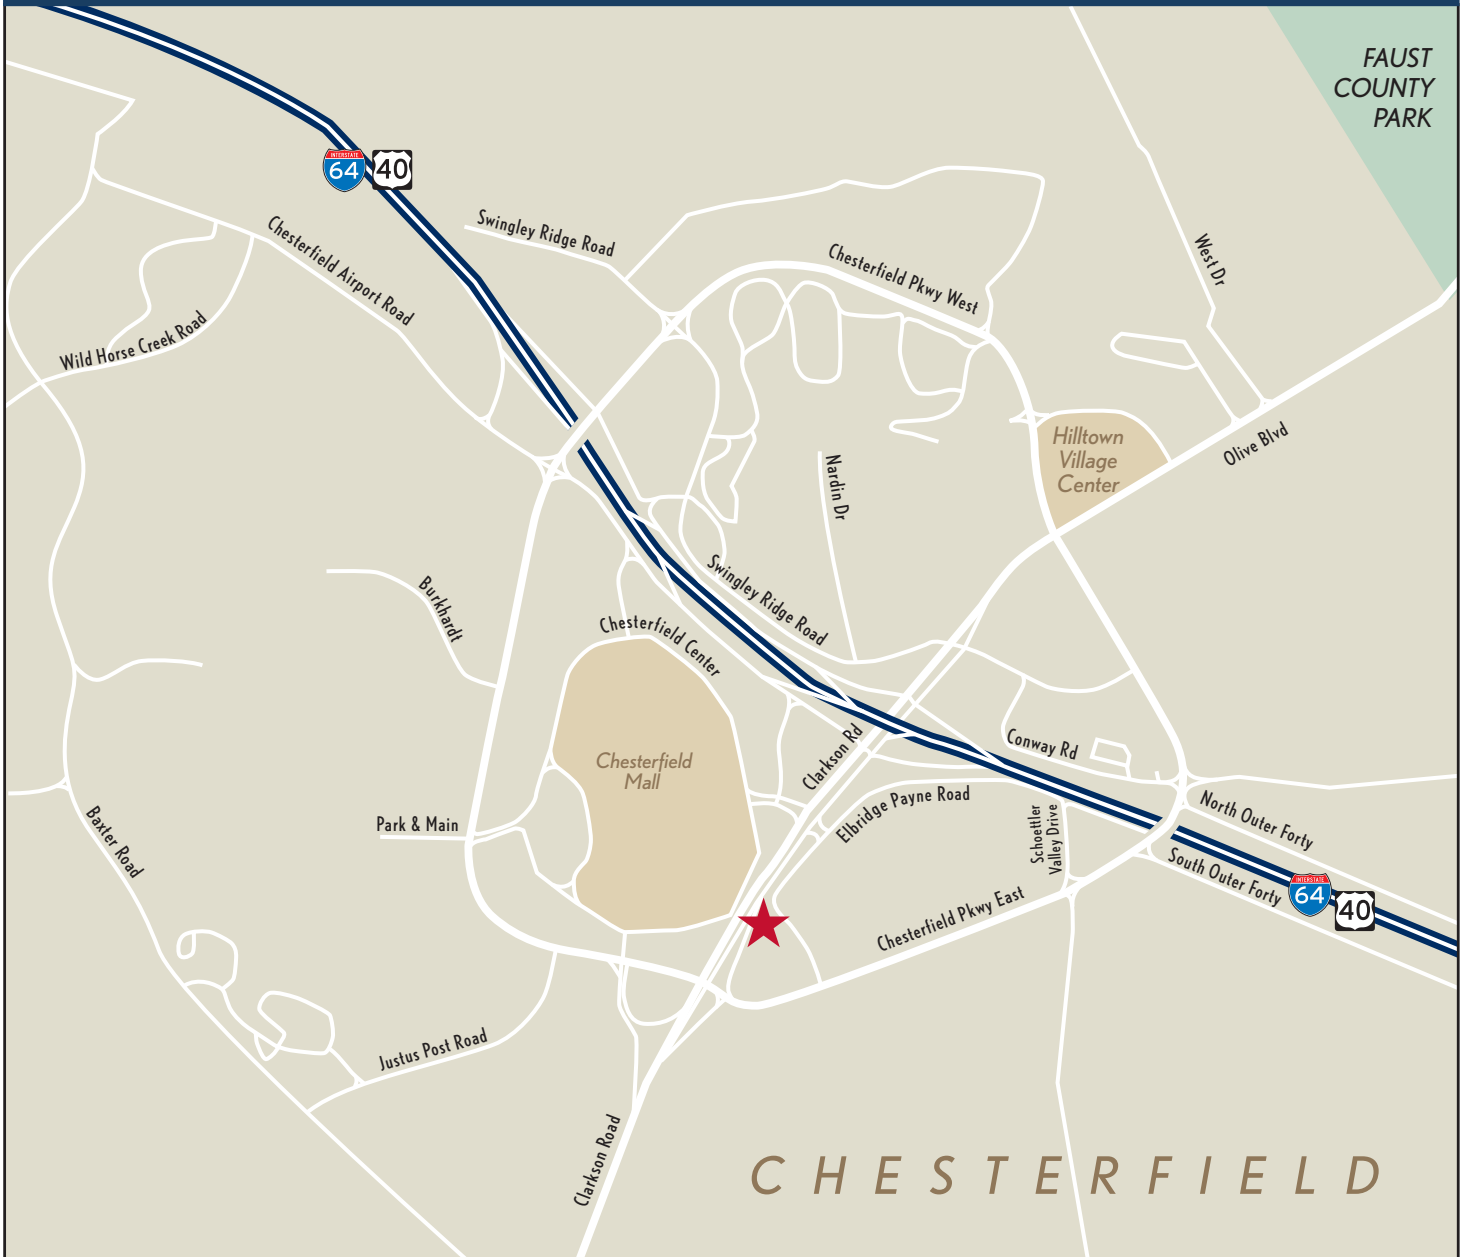 FAUST
COUNTY
PARK
INTERSTATE
64
40
Swingley Ridge Road
Chesterfield Airport Road
Chesterfield Pkwy West
West Dr
Wild Horse Creek Road
Hilltown
Village
Center
Olive Blvd
Nardin Dr
Burkhardt
Swingley Ridge Road
Chesterfield Center
Clarkson Rd
Conway Rd
Chesterfield
Mall
Elbridge Payne Road
North Outer Forty
Park & Main
Baxter Road
Schoettler
Valley Drive
South Outer Forty
INTERSTATE
64
40
Chesterfield Pkwy East
Justus Post Road
Clarkson Road
CHESTERFIELD